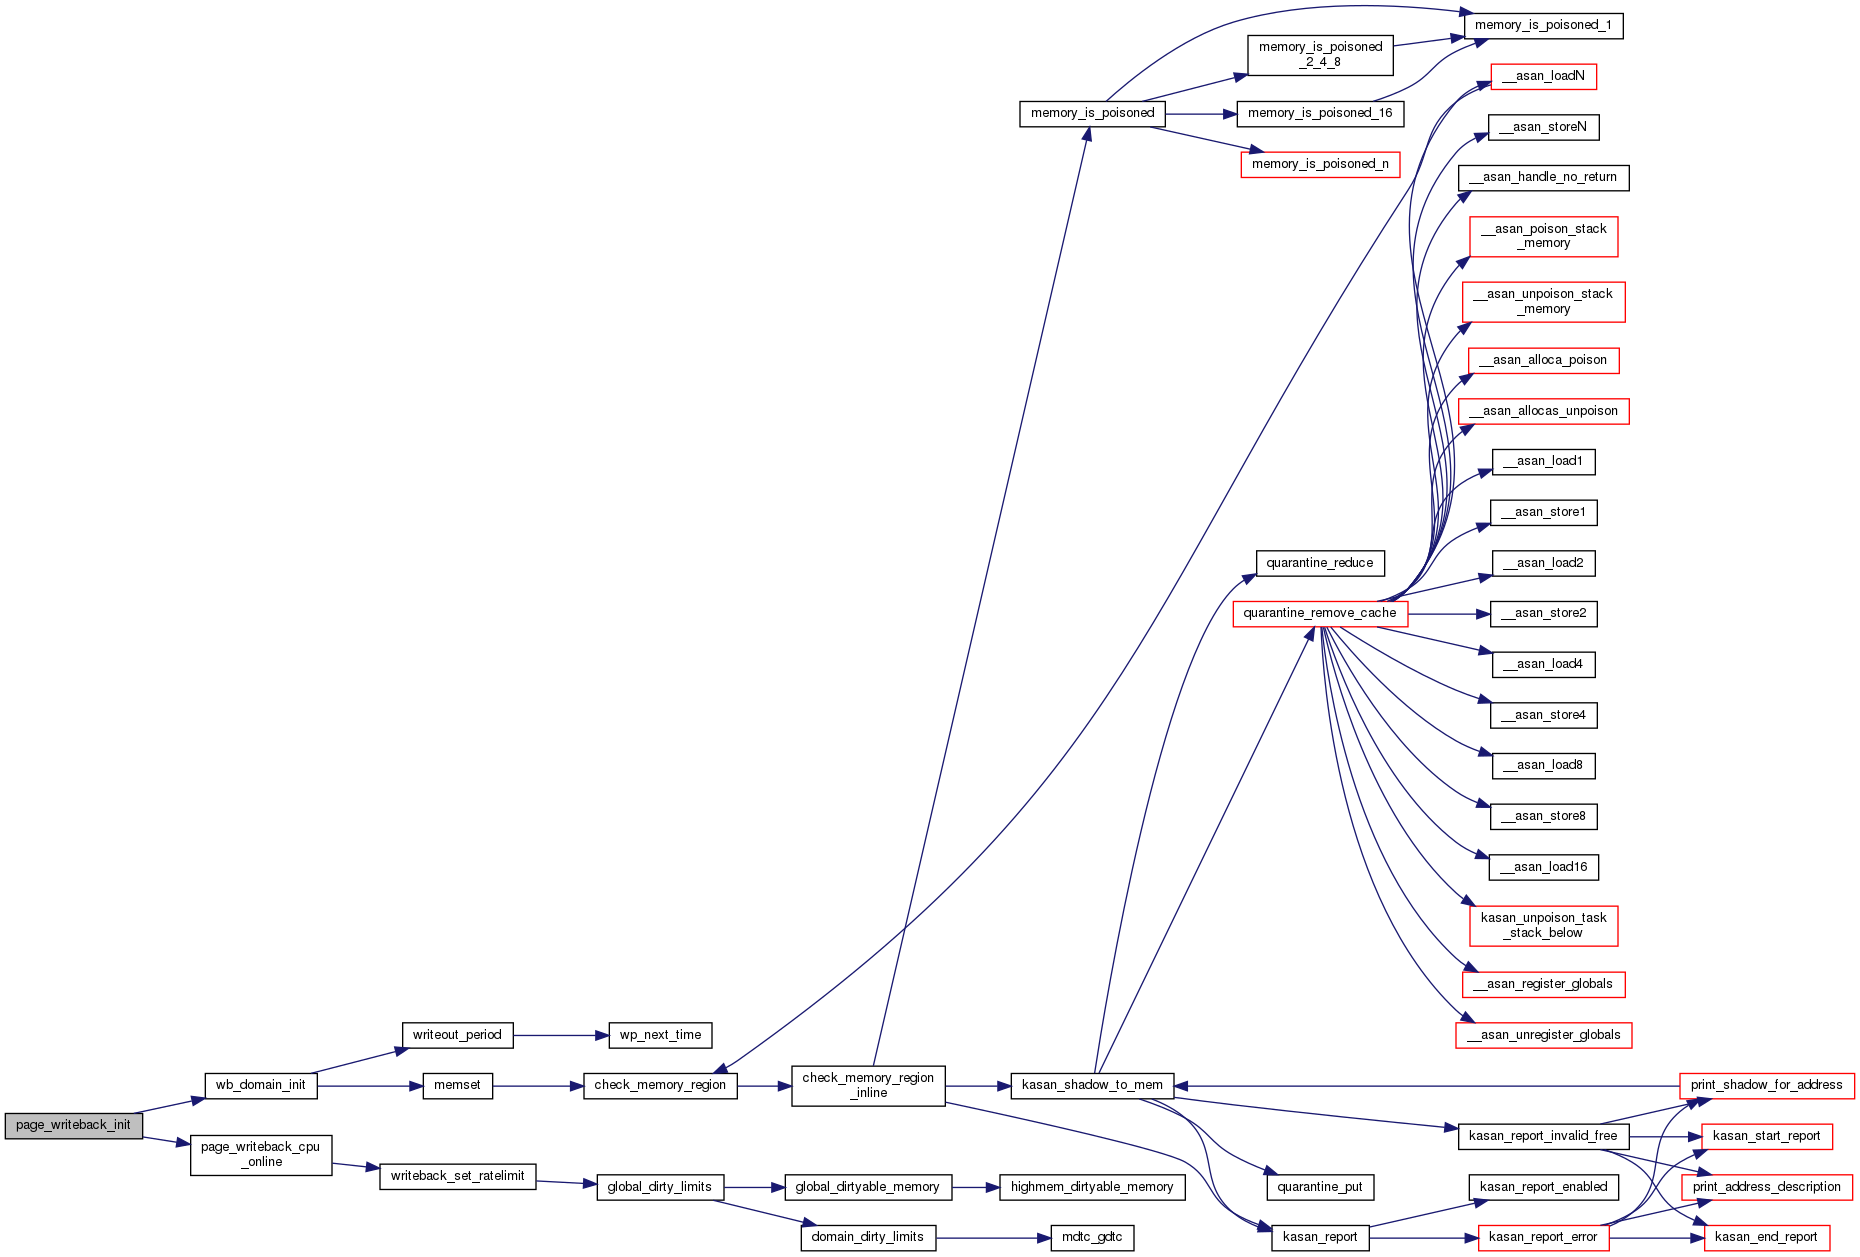 memory_is_poisoned_1
memory_is_poisoned
_2_4_8
__asan_loadN
memory_is_poisoned
memory_is_poisoned_16
__asan_storeN
memory_is_poisoned_n
__asan_handle_no_return
__asan_poison_stack
_memory
__asan_unpoison_stack
_memory
__asan_alloca_poison
__asan_allocas_unpoison
__asan_load1
__asan_store1
quarantine_reduce
__asan_load2
quarantine_remove_cache
__asan_store2
__asan_load4
__asan_store4
__asan_load8
__asan_store8
__asan_load16
kasan_unpoison_task
_stack_below
__asan_register_globals
writeout_period
wp_next_time
__asan_unregister_globals
wb_domain_init
memset
check_memory_region
check_memory_region
_inline
kasan_shadow_to_mem
print_shadow_for_address
page_writeback_init
kasan_report_invalid_free
kasan_start_report
page_writeback_cpu
_online
writeback_set_ratelimit
global_dirty_limits
global_dirtyable_memory
highmem_dirtyable_memory
quarantine_put
kasan_report_enabled
print_address_description
domain_dirty_limits
mdtc_gdtc
kasan_report
kasan_report_error
kasan_end_report